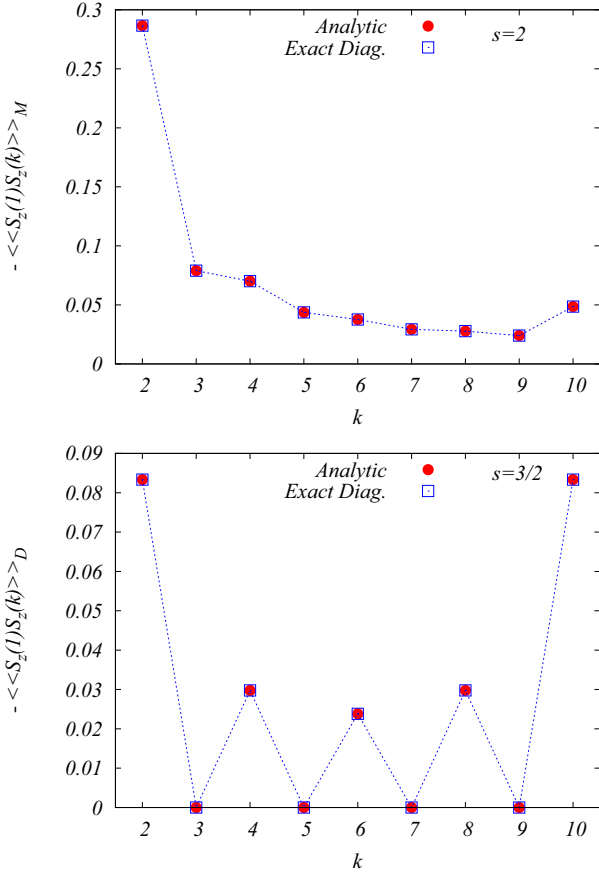 0.3
0.25
0.2
0.15
0.1
0.05
0
2 3 4 5 6 7 8 9 10
k
- <<S_z(1)S_z(k)>>>_M
Analytic
Exact Diag.
s=2
0.09
0.08
0.07
0.06
0.05
0.04
0.03
0.02
0.01
0
2 3 4 5 6 7 8 9 10
k
- <<S_z(1)S_z(k)>>>_D
Analytic
Exact Diag.
s=3/2